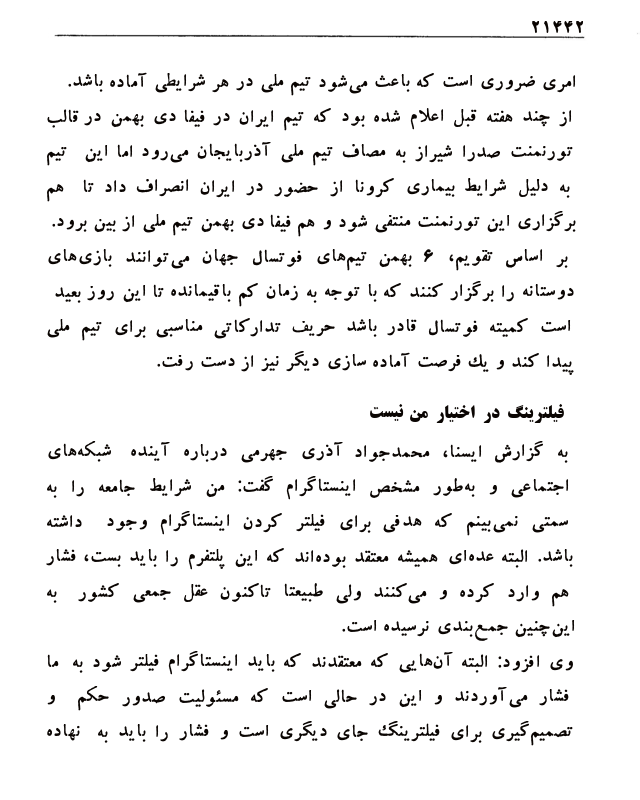 ۲۱۴۴۲
امری ضروری است که باعث می‌شود تیم ملی در هر شرایطی آماده باشد.
از چند هفته قبل اعلام شده بود که تیم ایران در فیفا دی بهمن در قالب
تورنمنت صدرا شیراز به مصاف تیم ملی آذربایجان می‌رود اما این تیم
به دلیل شرایط بیماری کرونا از حضور در ایران انصراف داد تا هم
برگزاری این تورنمنت منتفی شود و هم فیفا دی بهمن تیم ملی از بین برود.
بر اساس تقویم، ۶ بهمن تیم‌های فوتسال جهان می‌توانند بازی‌های
دوستانه را برگزار کنند که با توجه به زمان کم باقیمانده تا این روز بعید
است کمیته فوتسال قادر باشد حریف تدارکاتی مناسبی برای تیم ملی
پیدا کند و یك فرصت آماده سازی دیگر نیز از دست رفت.
فیلترینگ در اختیار من نیست
به گزارش ایسنا، محمدجواد آذری جهرمی درباره آینده شبکه‌های
اجتماعی و به‌طور مشخص اینستاگرام گفت: من شرایط جامعه را به
سمتی نمی‌بینم که هدفی برای فیلتر کردن اینستاگرام وجود داشته
باشد. البته عده‌ای همیشه معتقد بوده‌اند که این پلتفرم را باید بست، فشار
هم وارد کرده و می‌کنند ولی طبیعتا تاکنون عقل جمعی کشور به
این‌چنین جمع‌بندی نرسیده است.
وی افزود: البته آن‌هایی که معتقدند که باید اینستاگرام فیلتر شود به ما
فشار می‌آوردند و این در حالی است که مسئولیت صدور حکم و
تصمیم‌گیری برای فیلترینگ جای دیگری است و فشار را باید به نهاده